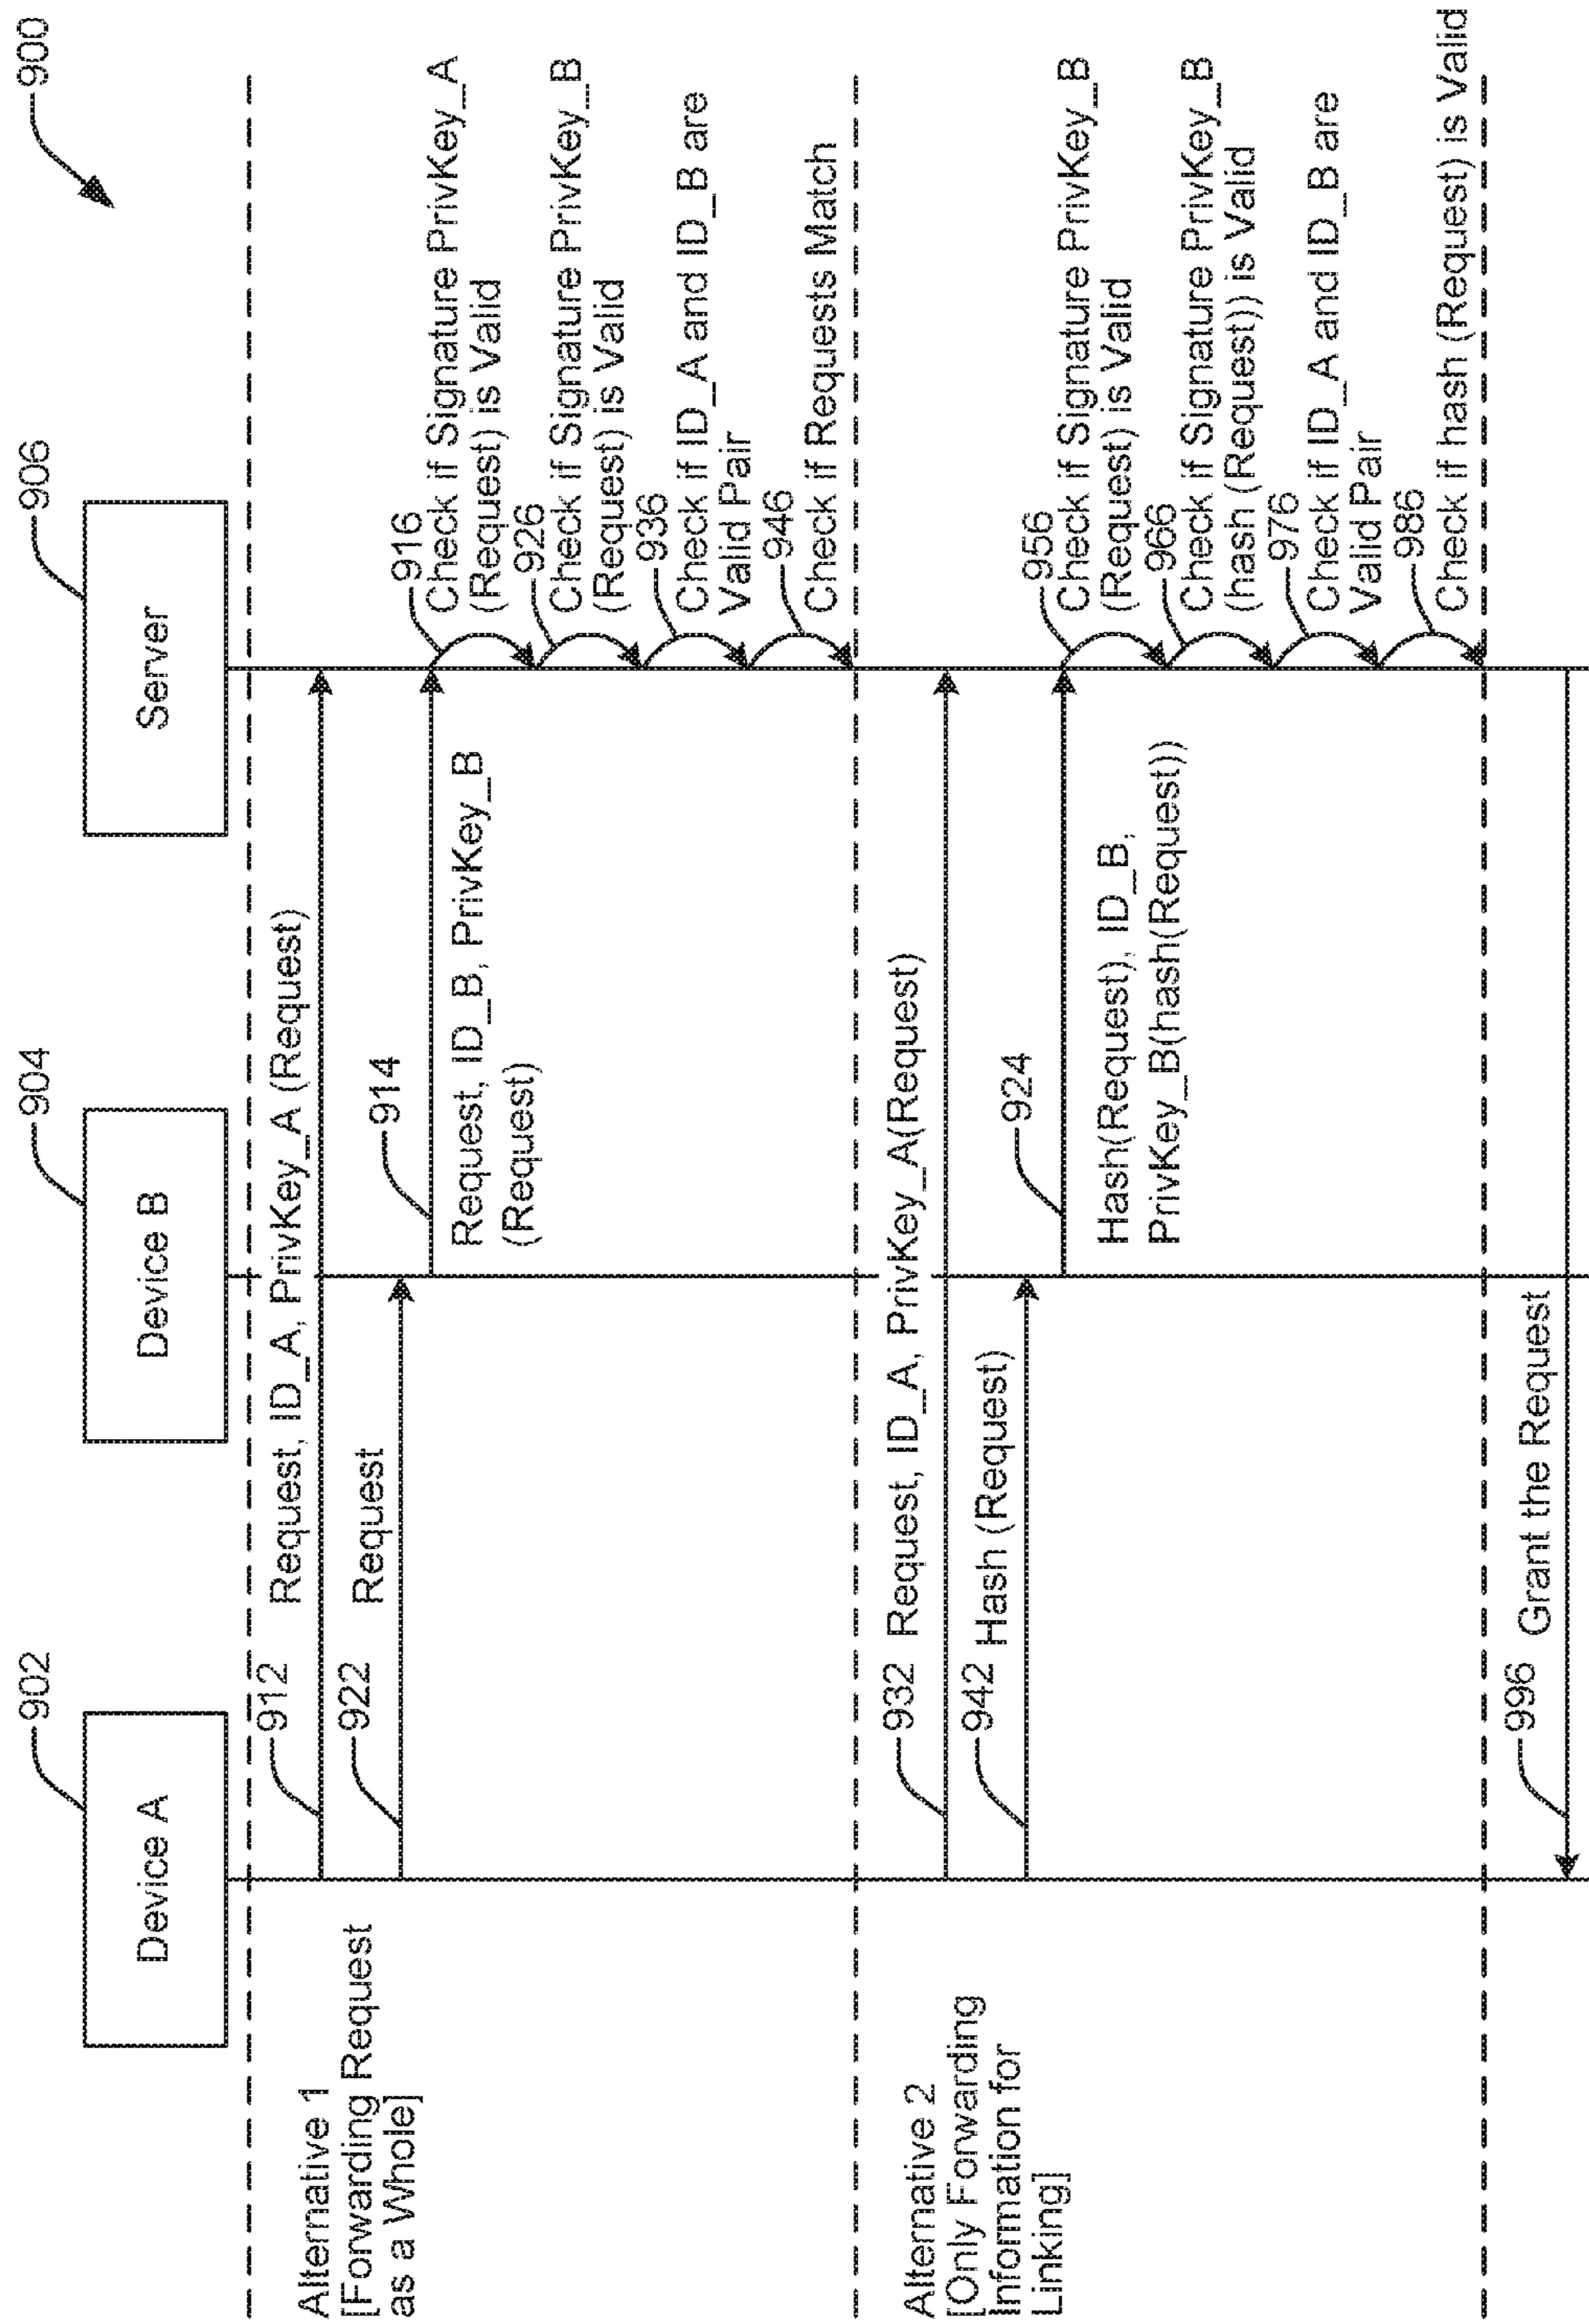 900
902
Device A
904
Device B
906
Server
Alternative 1
[Forwarding Request
as a Whole]
912
Request, ID_A, PrivKey_A (Request)
922
Request
914
Request, ID_B, PrivKey_B
(Request)
916
Check if Signature PrivKey_A
(Request) is Valid
926
Check if Signature PrivKey_B
(Request) is Valid
936
Check if ID_A and ID_B are
Valid Pair
946
Check if Requests Match
Alternative 2
[Only Forwarding
Information for
Linking]
932
Request, ID_A, PrivKey_A(Request)
942
Hash (Request)
924
Hash(Request), ID_B,
PrivKey_B(hash(Request))
956
Check if Signature PrivKey_B
(Request) is Valid
966
Check if Signature PrivKey_B
(hash (Request)) is Valid
976
Check if ID_A and ID_B are
Valid Pair
986
Check if hash (Request) is Valid
996
Grant the Request